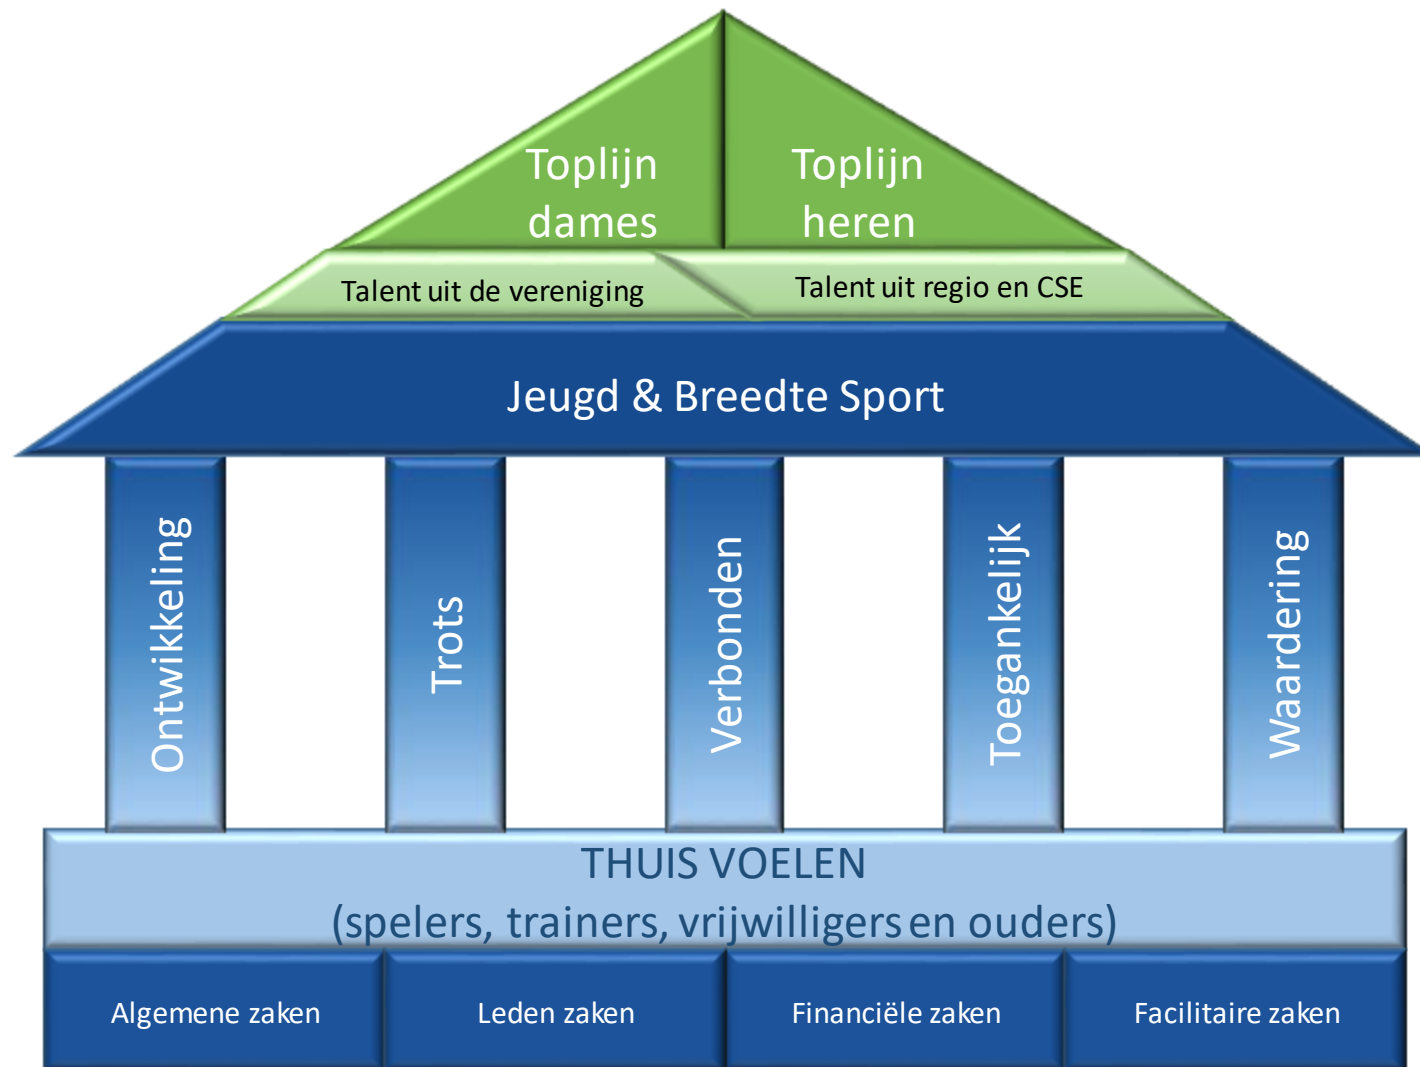 Toplijn
dames
Toplijn
heren
Talent uit de vereniging
Talent uit regio en CSE
Jeugd & Breedte Sport
Ontwikkeling
Trots
Verbonden
Toegankelijk
Waardering
THUIS VOELEN
(spelers, trainers, vrijwilligers en ouders)
Algemene zaken
Leden zaken
Financiële zaken
Facilitaire zaken